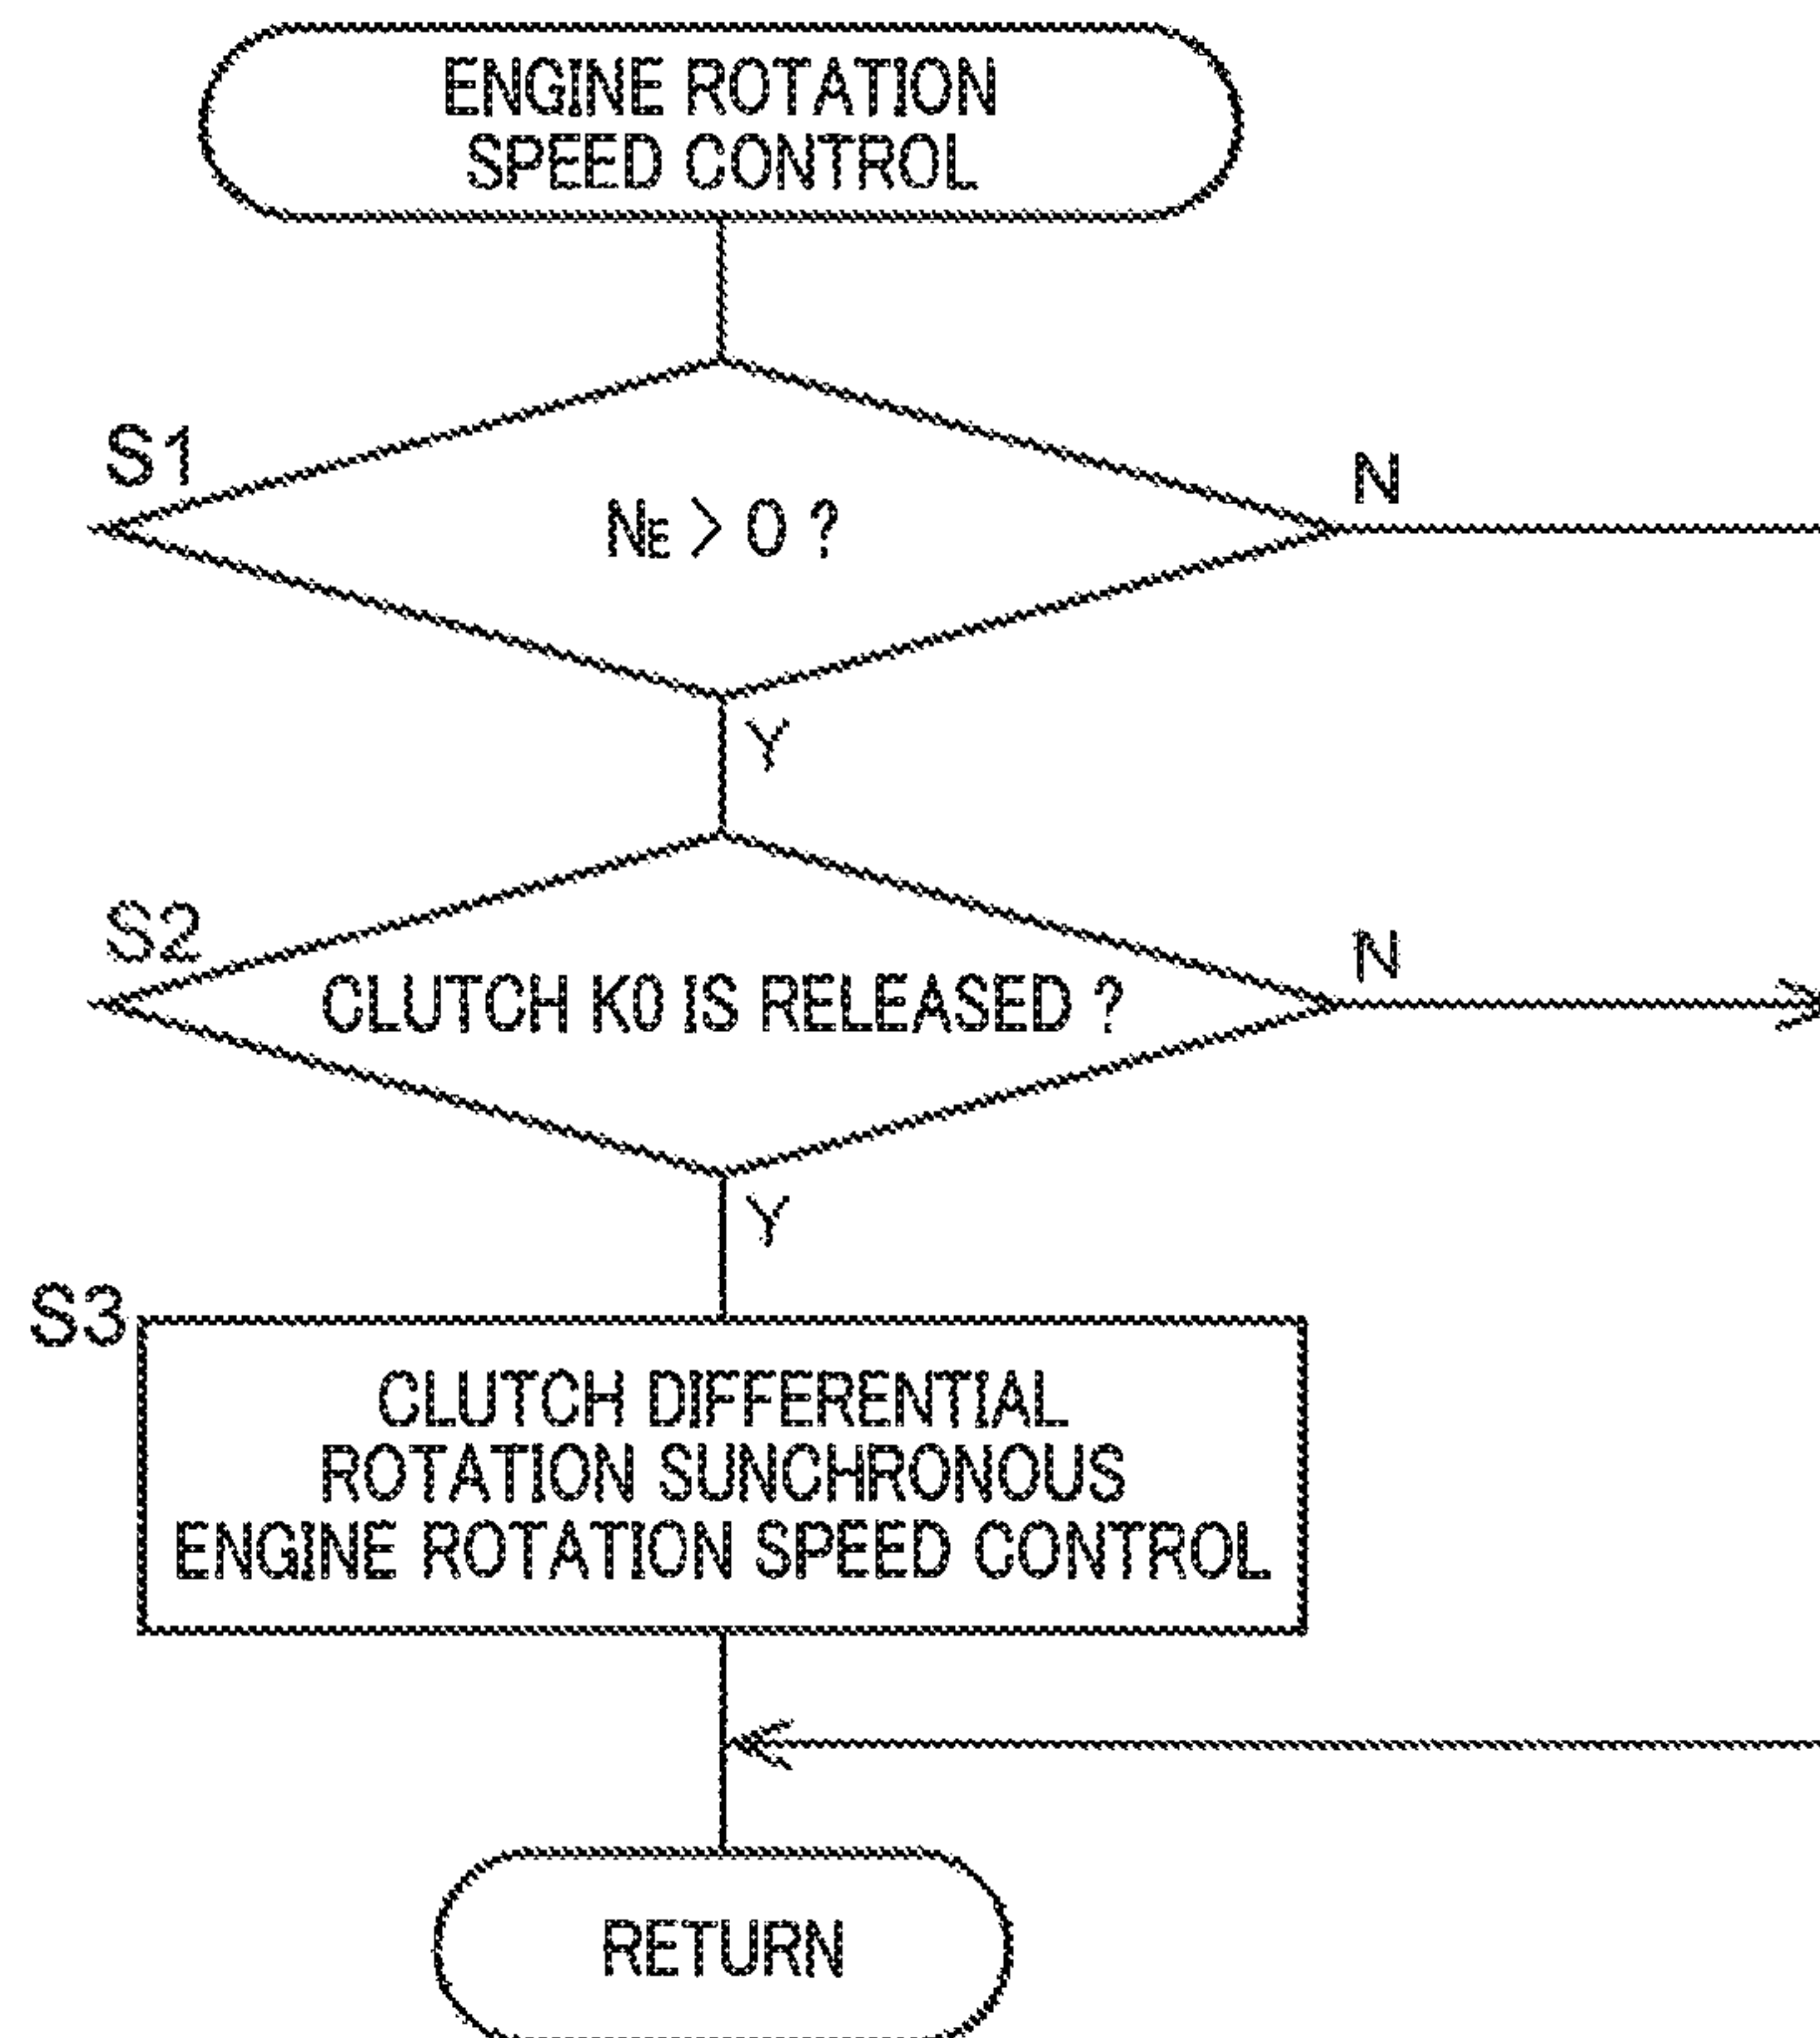 ENGINE ROTATION
SPEED CONTROL
S1
NE > 0 ?
N
Y
S2
CLUTCH K0 IS RELEASED ?
N
Y
S3
CLUTCH DIFFERENTIAL
ROTATION SUNCHRONOUS
ENGINE ROTATION SPEED CONTROL
RETURN